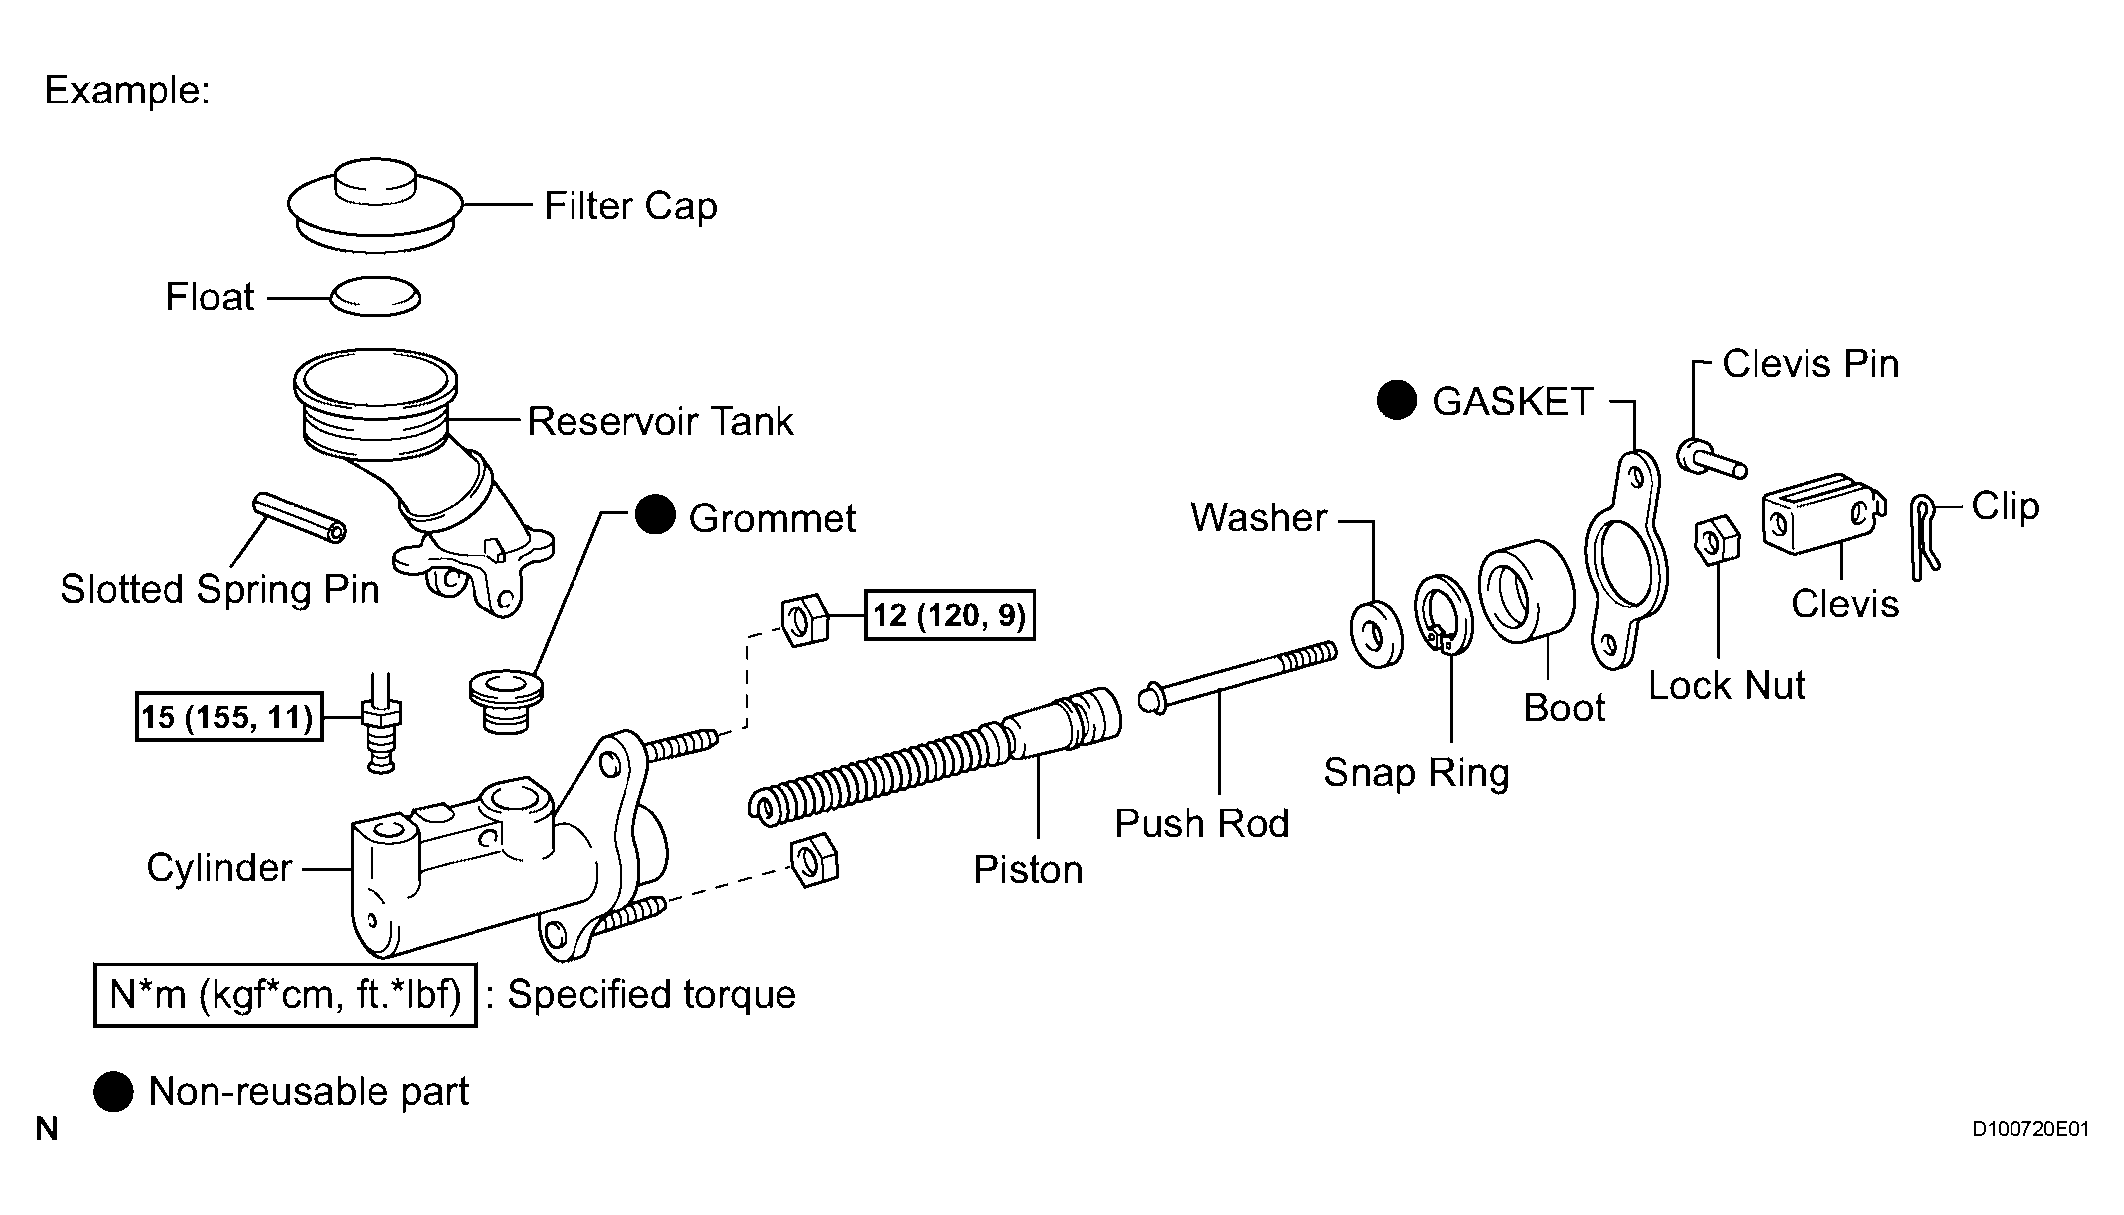 Example:
Filter Cap
Float
Reservoir Tank
Clevis Pin
GASKET
Slotted Spring Pin
Grommet
Washer
Clip
12 (120, 9)
Clevis
15 (155, 11)
Lock Nut
Boot
Snap Ring
Push Rod
Piston
Cylinder
N*m (kgf*cm, ft.*lbf) : Specified torque
Non-reusable part
N
D100720E01